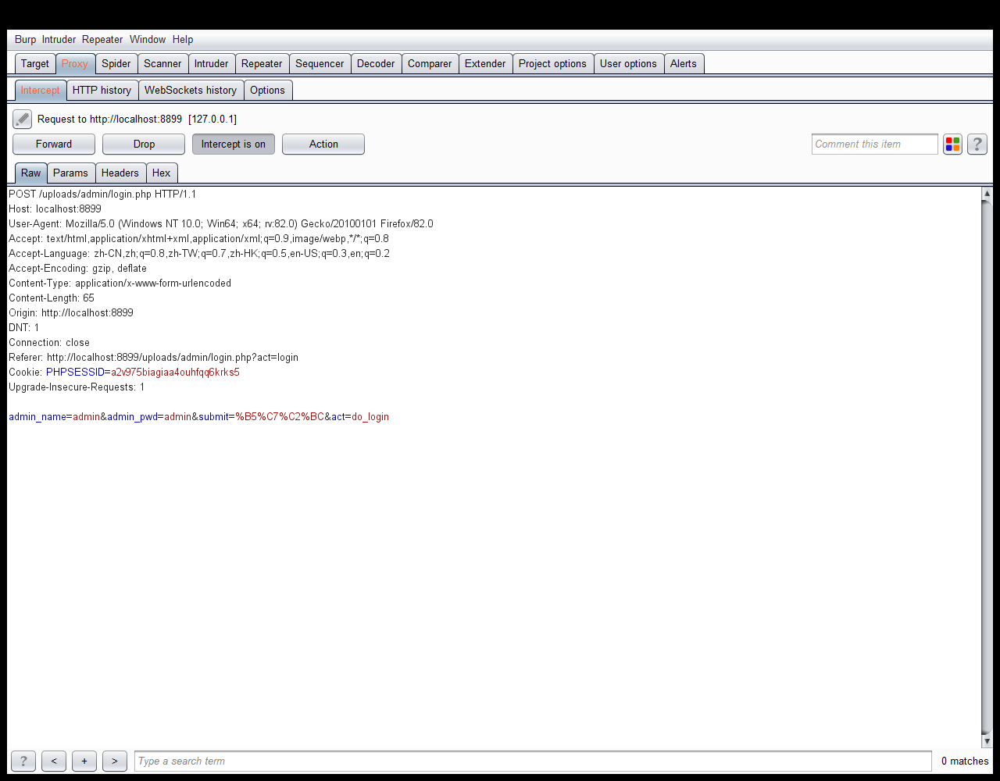 Burp Intruder Repeater Window Help
Target Proxy Spider Scanner Intruder Repeater Sequencer Decoder Comparer Extender Project options User options Alerts
Intercept HTTP history WebSockets history Options
Request to http://localhost:8899 [127.0.0.1]
Forward Drop Intercept is on Action Comment this item ?
Raw Params Headers Hex
POST /uploads/admin/login.php HTTP/1.1
Host: localhost:8899
User-Agent: Mozilla/5.0 (Windows NT 10.0; Win64; x64; rv:82.0) Gecko/20100101 Firefox/82.0
Accept: text/html,application/xhtml+xml,application/xml;q=0.9,image/webp,*/*;q=0.8
Accept-Language: zh-CN,zh;q=0.8,zh-TW;q=0.7,zh-HK;q=0.5,en-US;q=0.3,en;q=0.2
Accept-Encoding: gzip, deflate
Content-Type: application/x-www-form-urlencoded
Content-Length: 65
Origin: http://localhost:8899
DNT: 1
Connection: close
Referer: http://localhost:8899/uploads/admin/login.php?act=login
Cookie: PHPSESSID=a2v975biagiaa4ouhfqq6krks5
Upgrade-Insecure-Requests: 1
admin_name=admin&admin_pwd=admin&submit=%B5%C7%C2%BC&act=do_login
? < + > Type a search term 0 matches